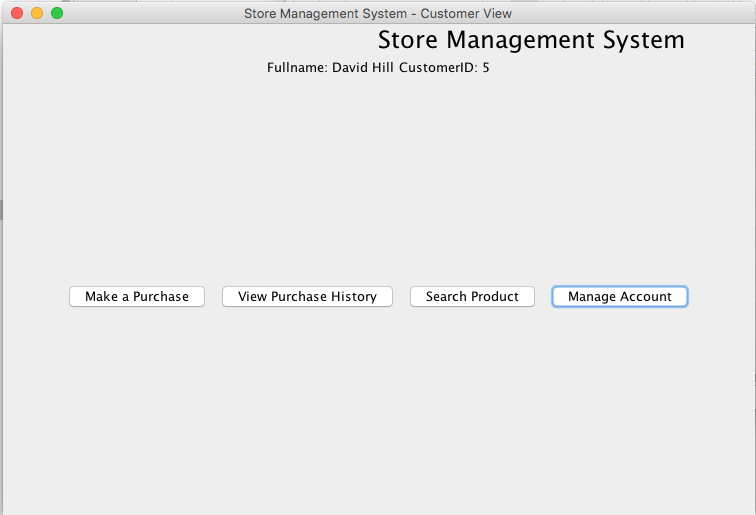 Store Management System - Customer View
Store Management System
Fullname: David Hill CustomerID: 5
Make a Purchase View Purchase History Search Product Manage Account